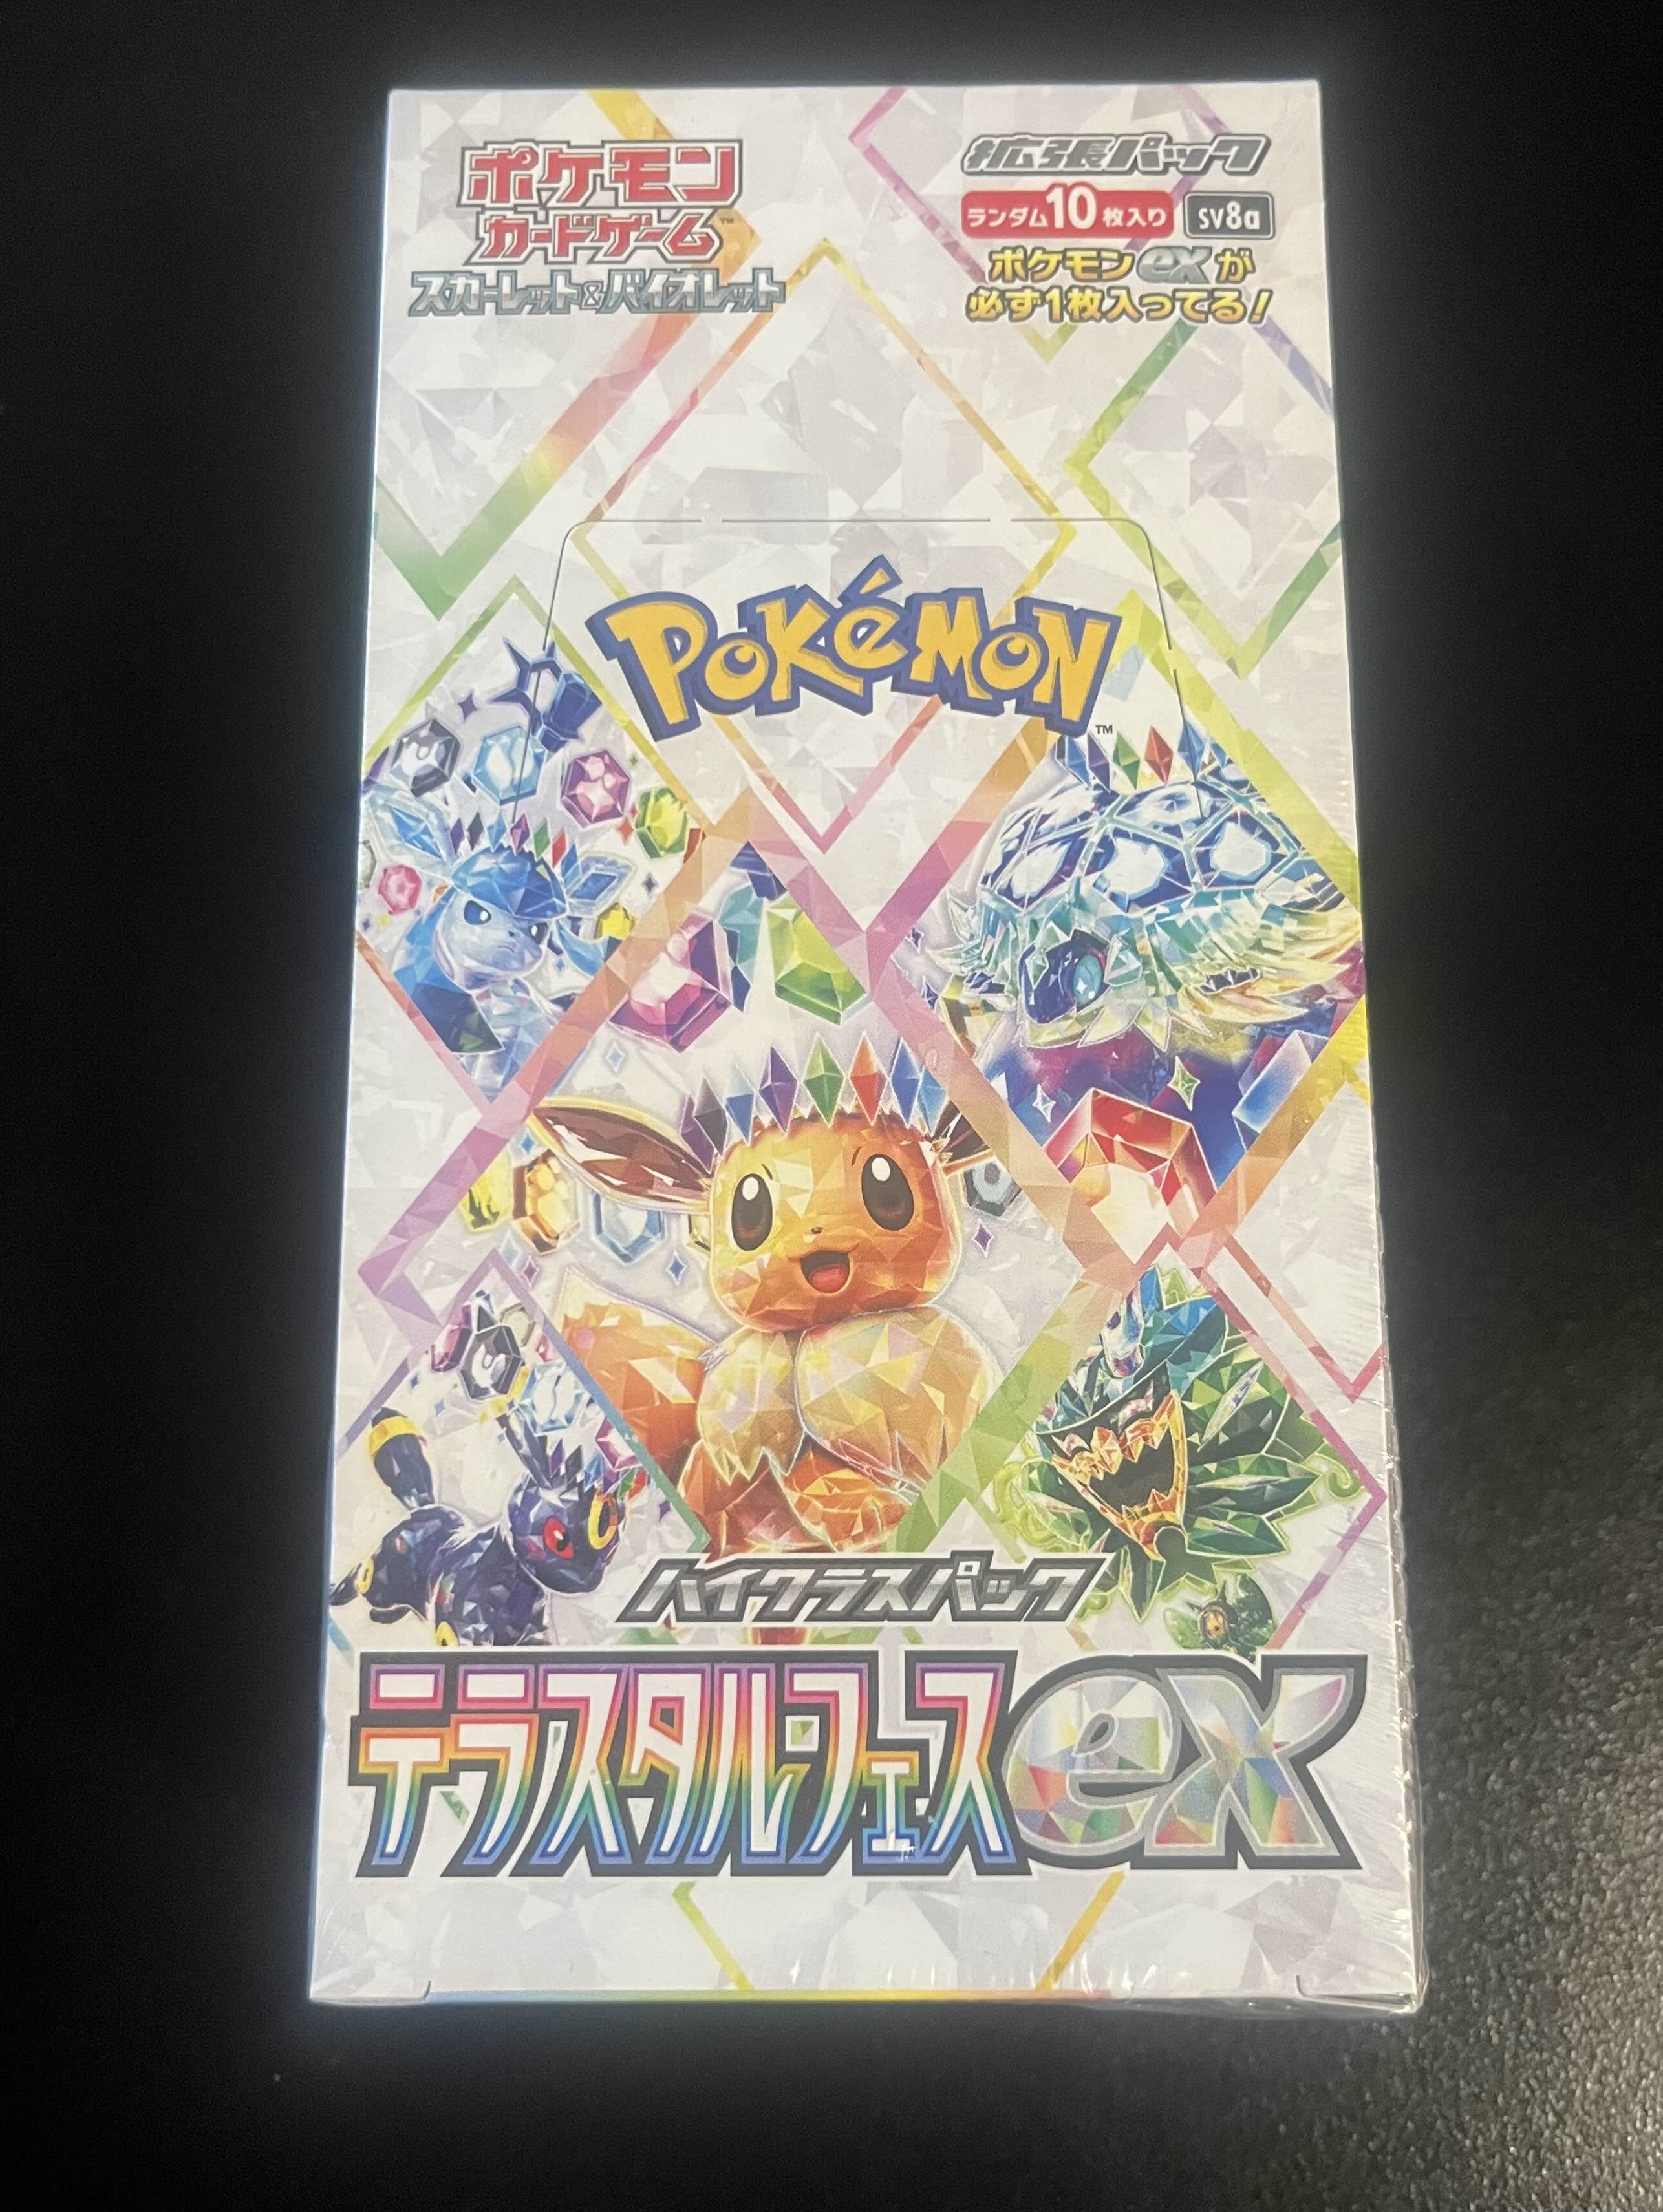 ポケモン
カードゲーム™
スカーレット&バイオレット
拡張パック
ランダム10枚入り sv8a
ポケモンexが
必ず1枚入ってる!
POKéMON™
ハイクラスパック
テラスタルフェスex